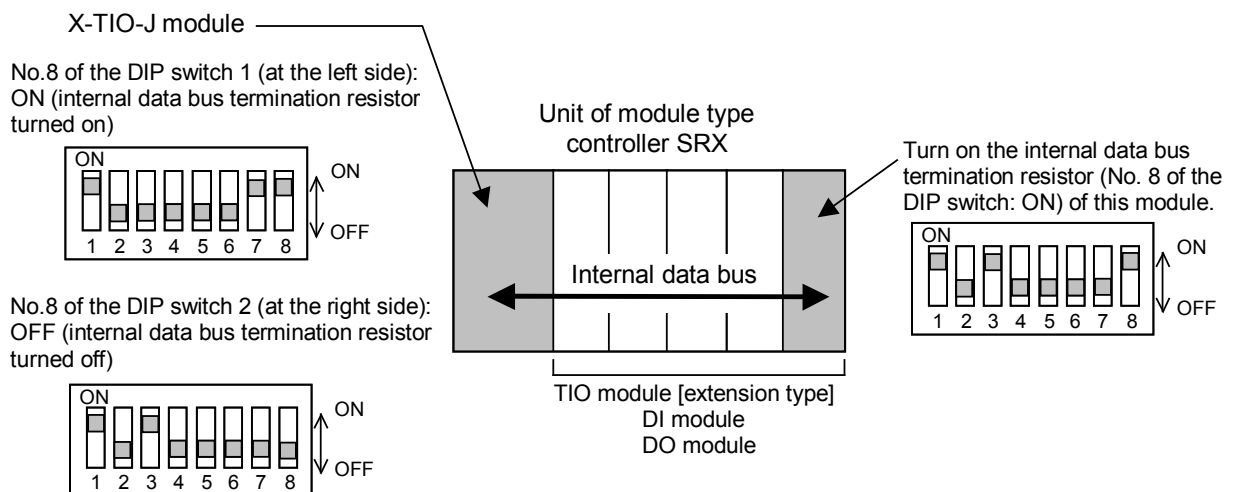 X-TIO-J module
No.8 of the DIP switch 1 (at the left side):
ON (internal data bus termination resistor
turned on)
ON
ON
OFF
1 2 3 4 5 6 7 8
No.8 of the DIP switch 2 (at the right side):
OFF (internal data bus termination resistor
turned off)
ON
ON
OFF
1 2 3 4 5 6 7 8
Unit of module type
controller SRX
Internal data bus
TIO module [extension type]
DI module
DO module
Turn on the internal data bus
termination resistor (No. 8 of the
DIP switch: ON) of this module.
ON
ON
OFF
1 2 3 4 5 6 7 8